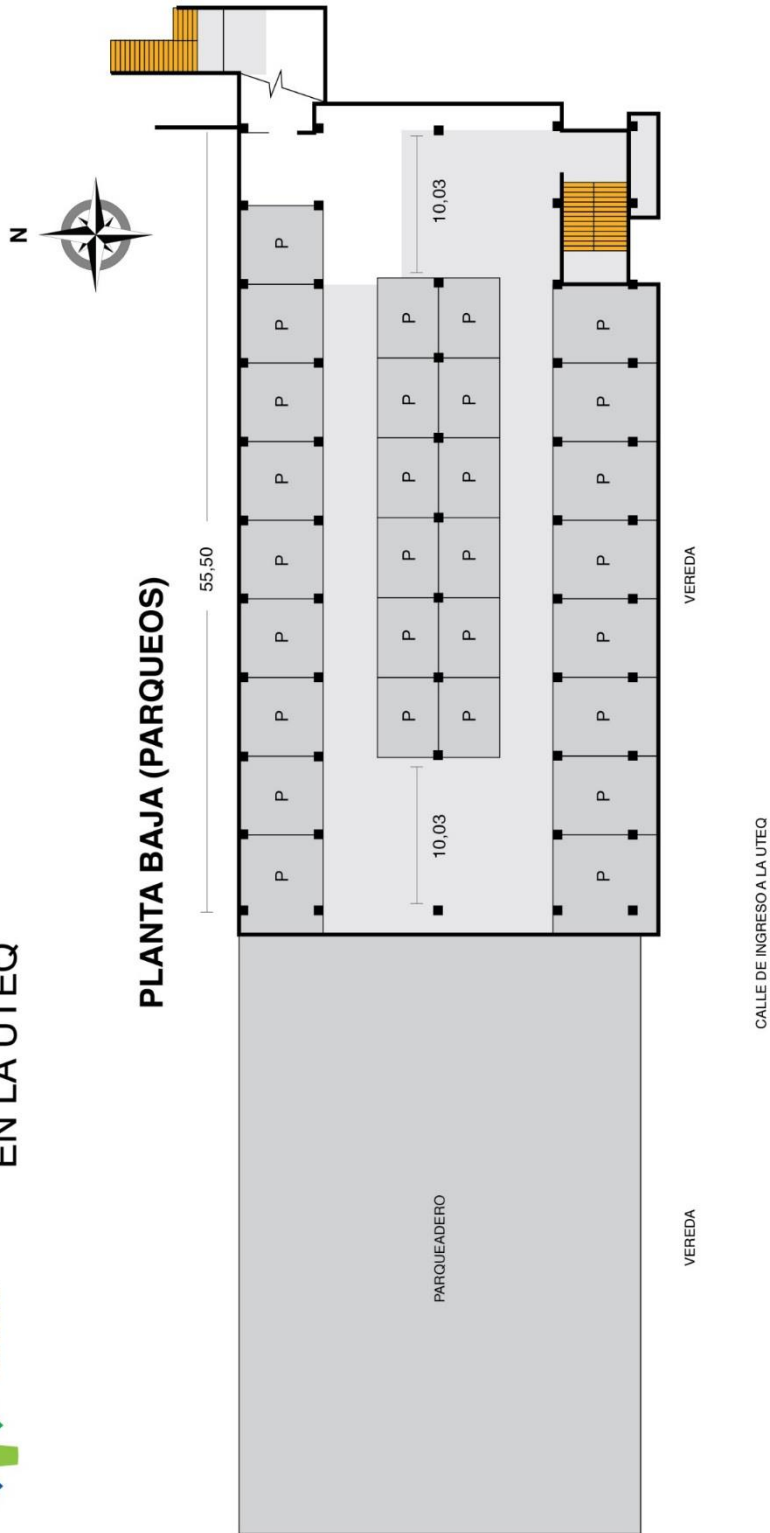 EN LA UTEQ
N
PLANTA BAJA (PARQUEOS)
55,50
P P P P P P P P P
P P P P P P
PARQUEADERO
10,03
10,03
P P P P P P
P P P P P P P P
VEREDA
VEREDA
CALLE DE INGRESO A LA UTEQ